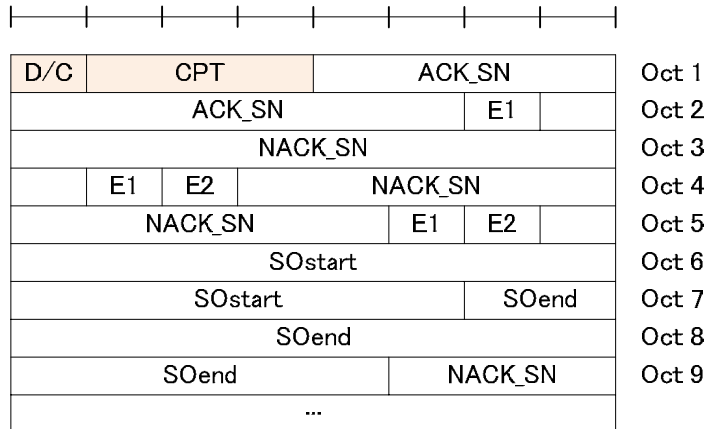 D/C CPT ACK_SN Oct 1
ACK_SN E1 Oct 2
NACK_SN Oct 3
E1 E2 NACK_SN Oct 4
NACK_SN E1 E2 Oct 5
SOstart Oct 6
SOstart SOend Oct 7
SOend Oct 8
SOend NACK_SN Oct 9
...